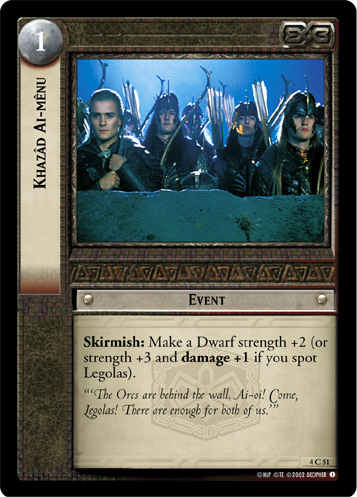 1
KHAZÂD AI-MÊNU
EVENT
Skirmish: Make a Dwarf strength +2 (or
strength +3 and damage +1 if you spot
Legolas).
“‘The Orcs are behind the wall. Ai-oi! Come,
Legolas! There are enough for both of us.’”
4 C 51
©NLP ©TE ©2002 DECIPHER